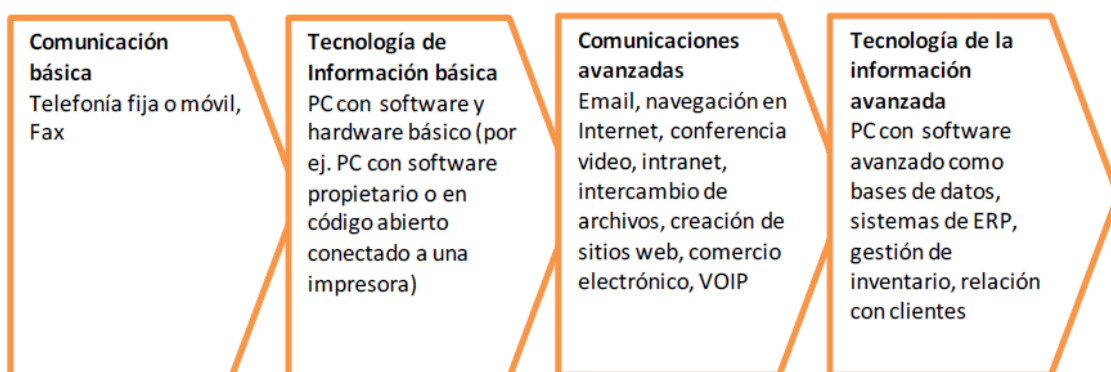 Comunicación
básica
Telefonía fija o móvil,
Fax
Tecnología de
Información básica
PC con software y
hardware básico (por
ej. PC con software
propietario o en
código abierto
conectado a una
impresora)
Comunicaciones
avanzadas
Email, navegación en
Internet, conferencia
video, intranet,
intercambio de
archivos, creación de
sitios web, comercio
electrónico, VOIP
Tecnología de la
información
avanzada
PC con software
avanzado como
bases de datos,
sistemas de ERP,
gestión de
inventario, relación
con clientes